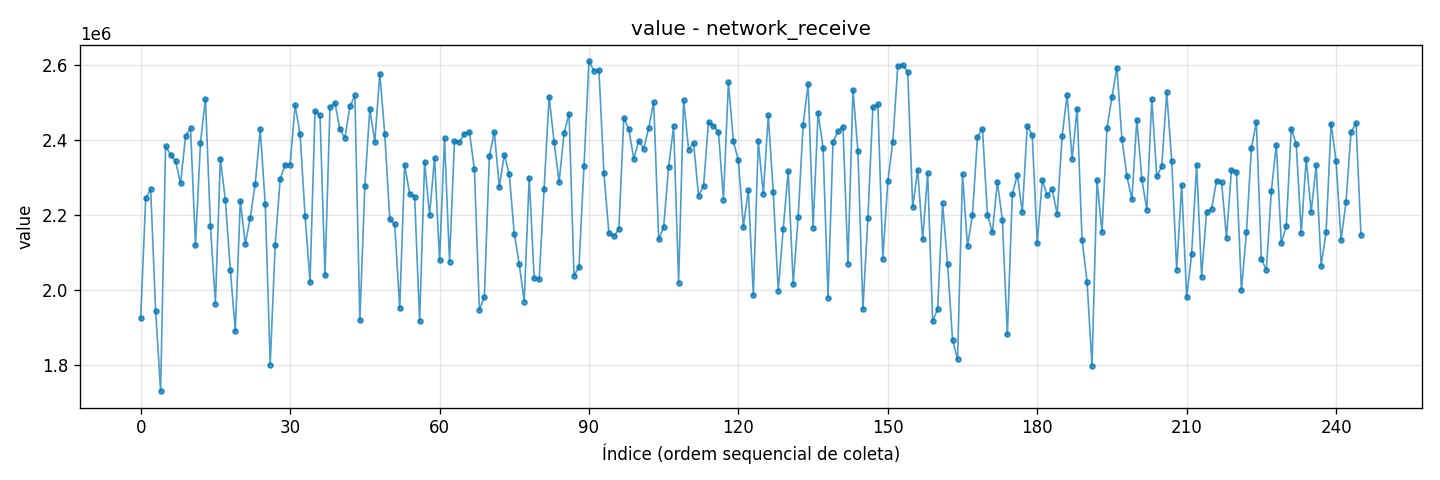 value - network_receive
1e6
2.6
2.4
2.2
2.0
1.8
value
0 30 60 90 120 150 180 210 240
Índice (ordem sequencial de coleta)